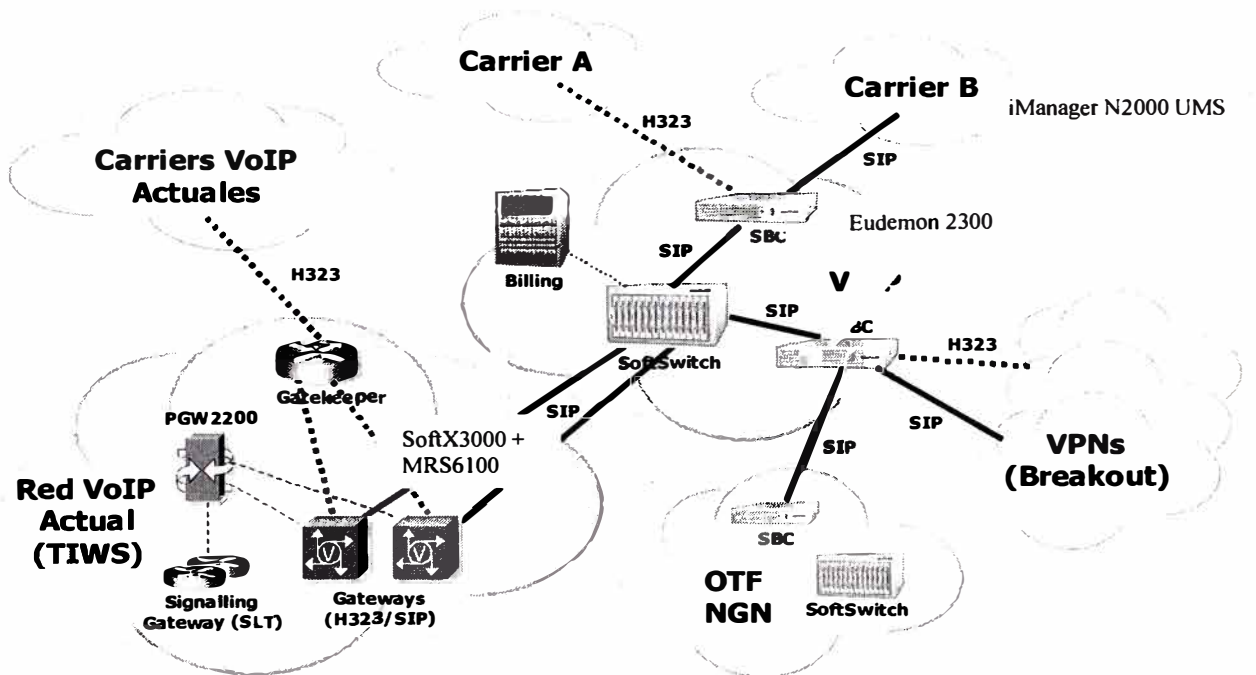 Carrier A
Carrier B
iManager N2000 UMS
H323
SIP
Carriers VoIP
Actuales
Eudemon 2300
SBC
SIP
H323
Billing
V
SIP
BC
H323
SoftSwitch
Gatekeeper
PGW2200
SIP
SIP
SoftX3000 +
MRS6100
SIP
VPNs
(Breakout)
Red VoIP
Actual
(TIWS)
SBC
OTF
NGN
SoftSwitch
Signalling
Gateway (SLT)
Gateways
(H323/SIP)